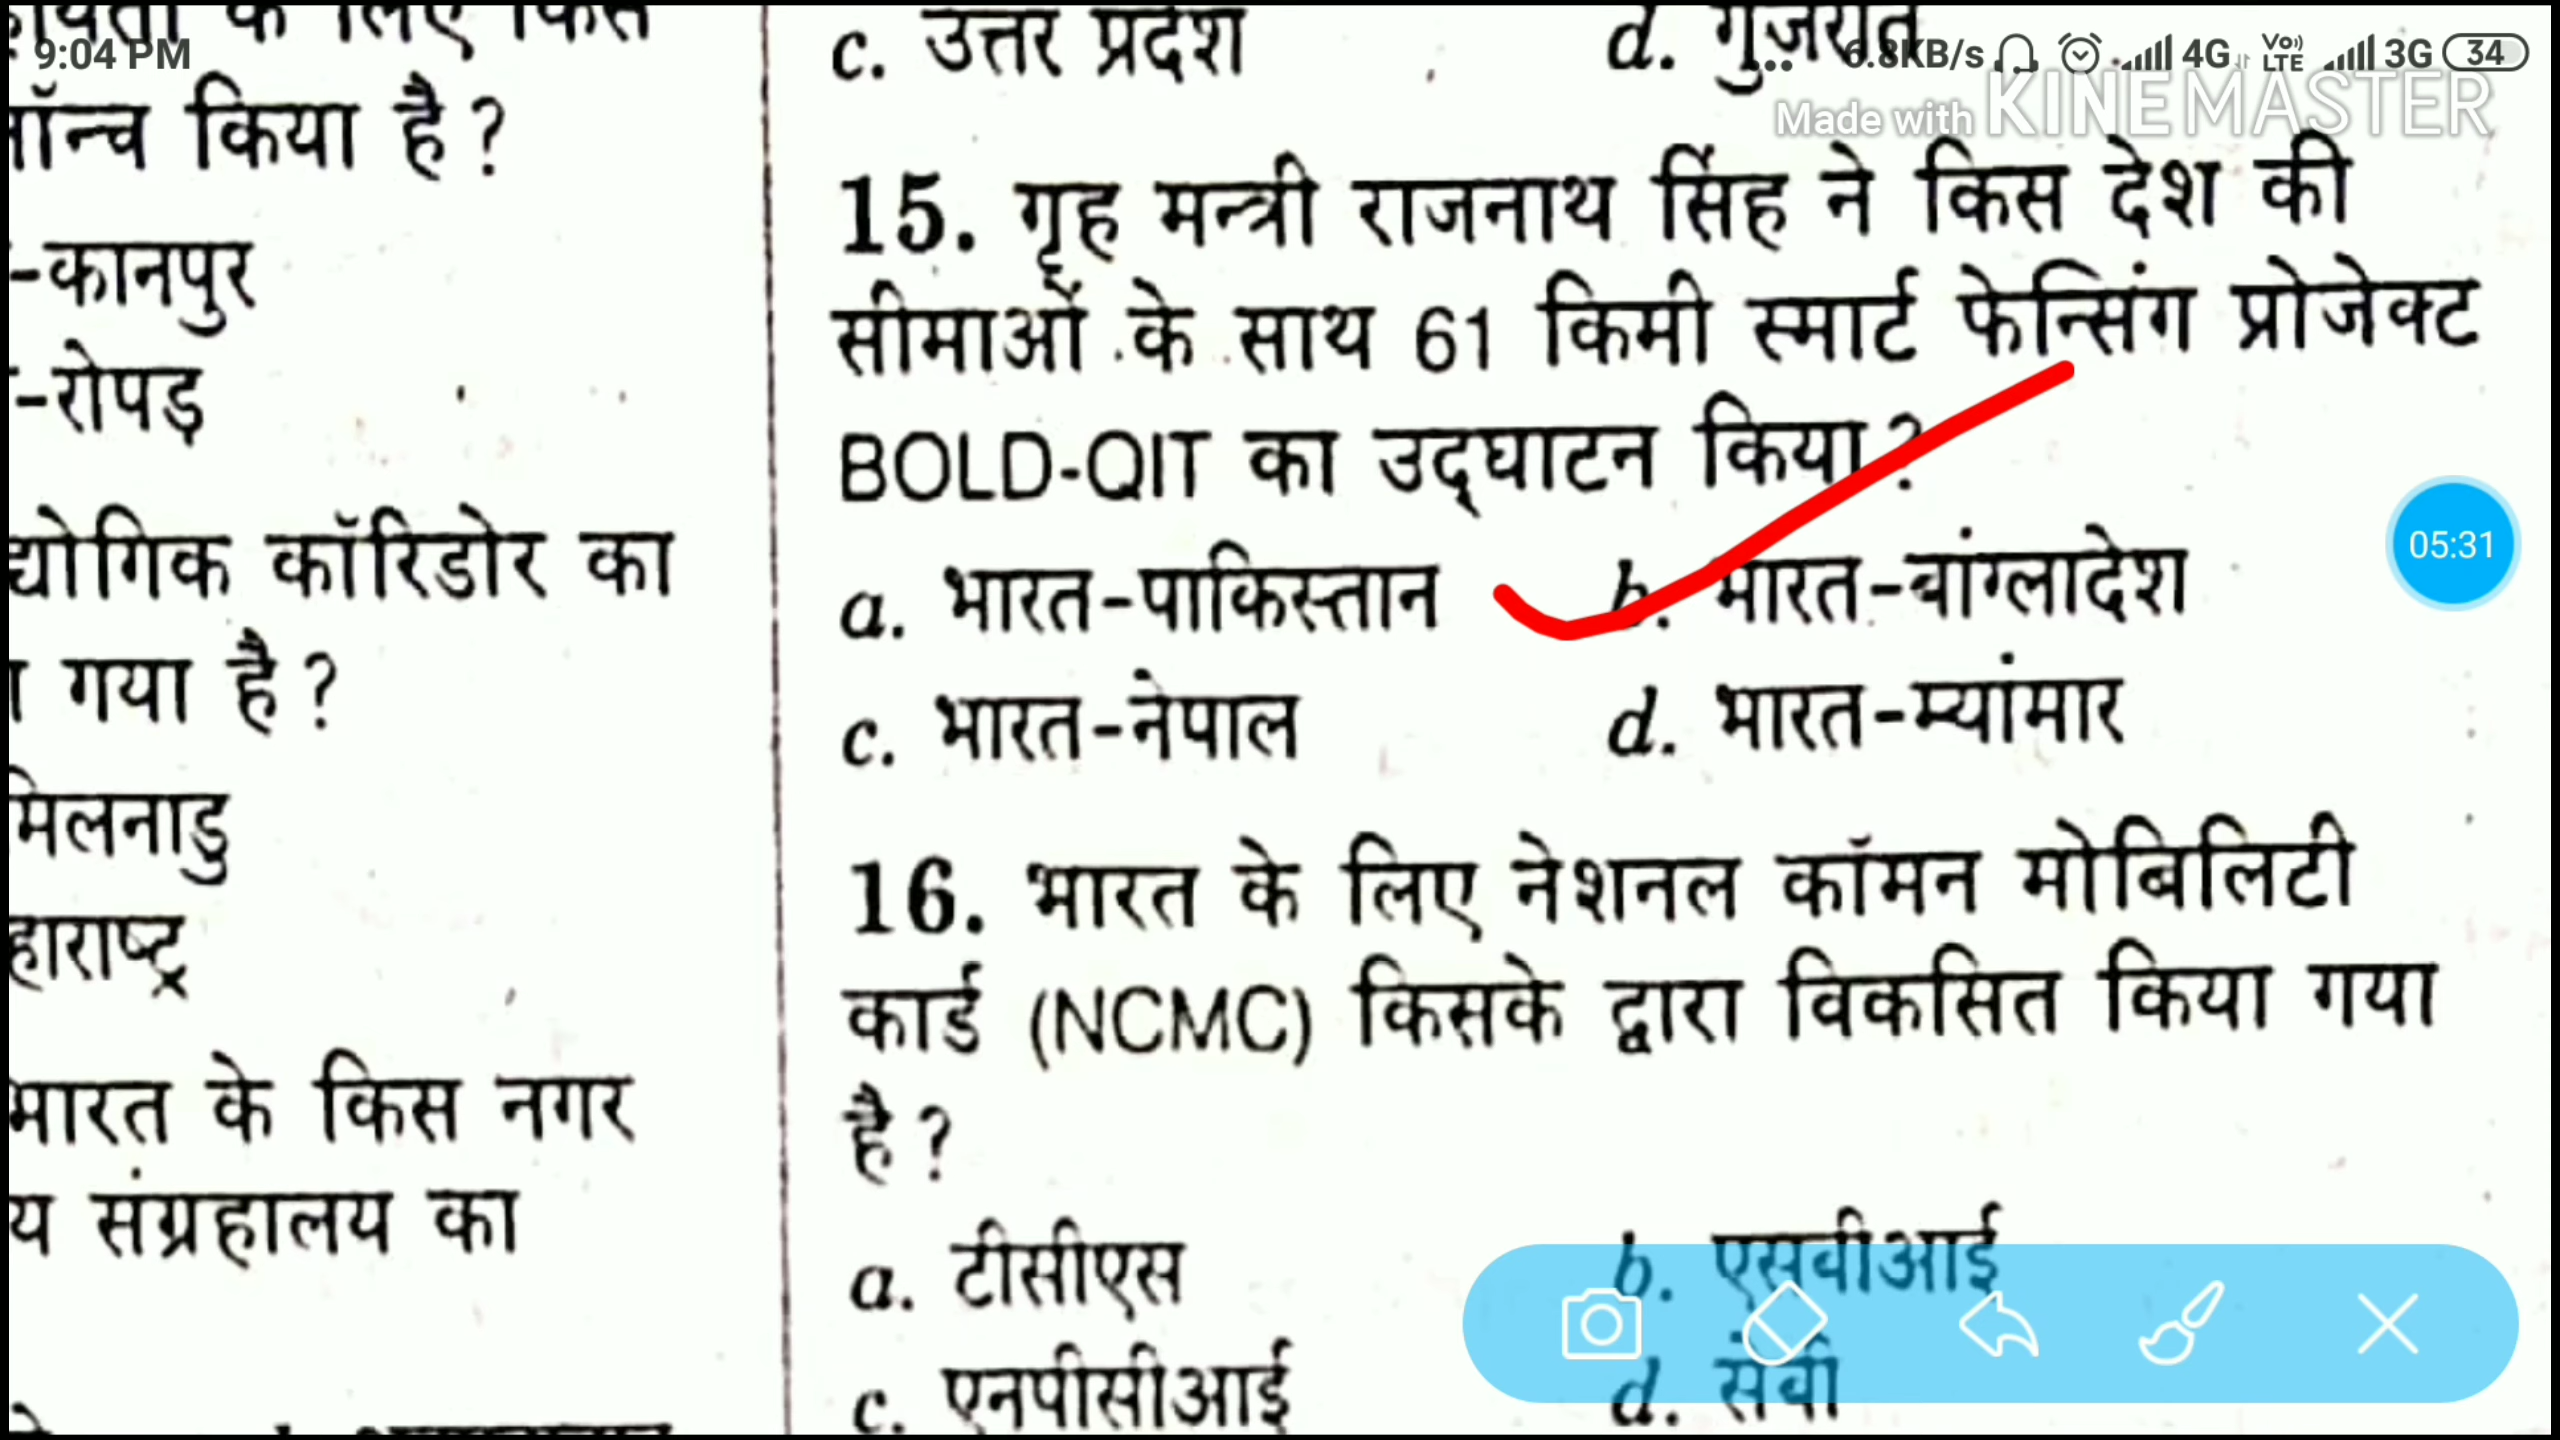 9:04 PM
6.8KB/s 4G VoLTE 3G 34
Made with KINEMASTER
के लिए किस
लॉन्च किया है ?
-कानपुर
-रोपड़
द्योगिक कॉरिडोर का
गया है ?
मिलनाडु
हाराष्ट्र
भारत के किस नगर
य संग्रहालय का
c. उत्तर प्रदेश d. गुजरात
15. गृह मन्त्री राजनाथ सिंह ने किस देश की
सीमाओं के साथ 61 किमी स्मार्ट फेन्सिंग प्रोजेक्ट
BOLD-QIT का उद्घाटन किया ?
a. भारत-पाकिस्तान b. भारत-बांग्लादेश
c. भारत-नेपाल d. भारत-म्यांमार
16. भारत के लिए नेशनल कॉमन मोबिलिटी
कार्ड (NCMC) किसके द्वारा विकसित किया गया
है ?
a. टीसीएस b. एसबीआई
c. एनपीसीआई d. सेबी
05:31